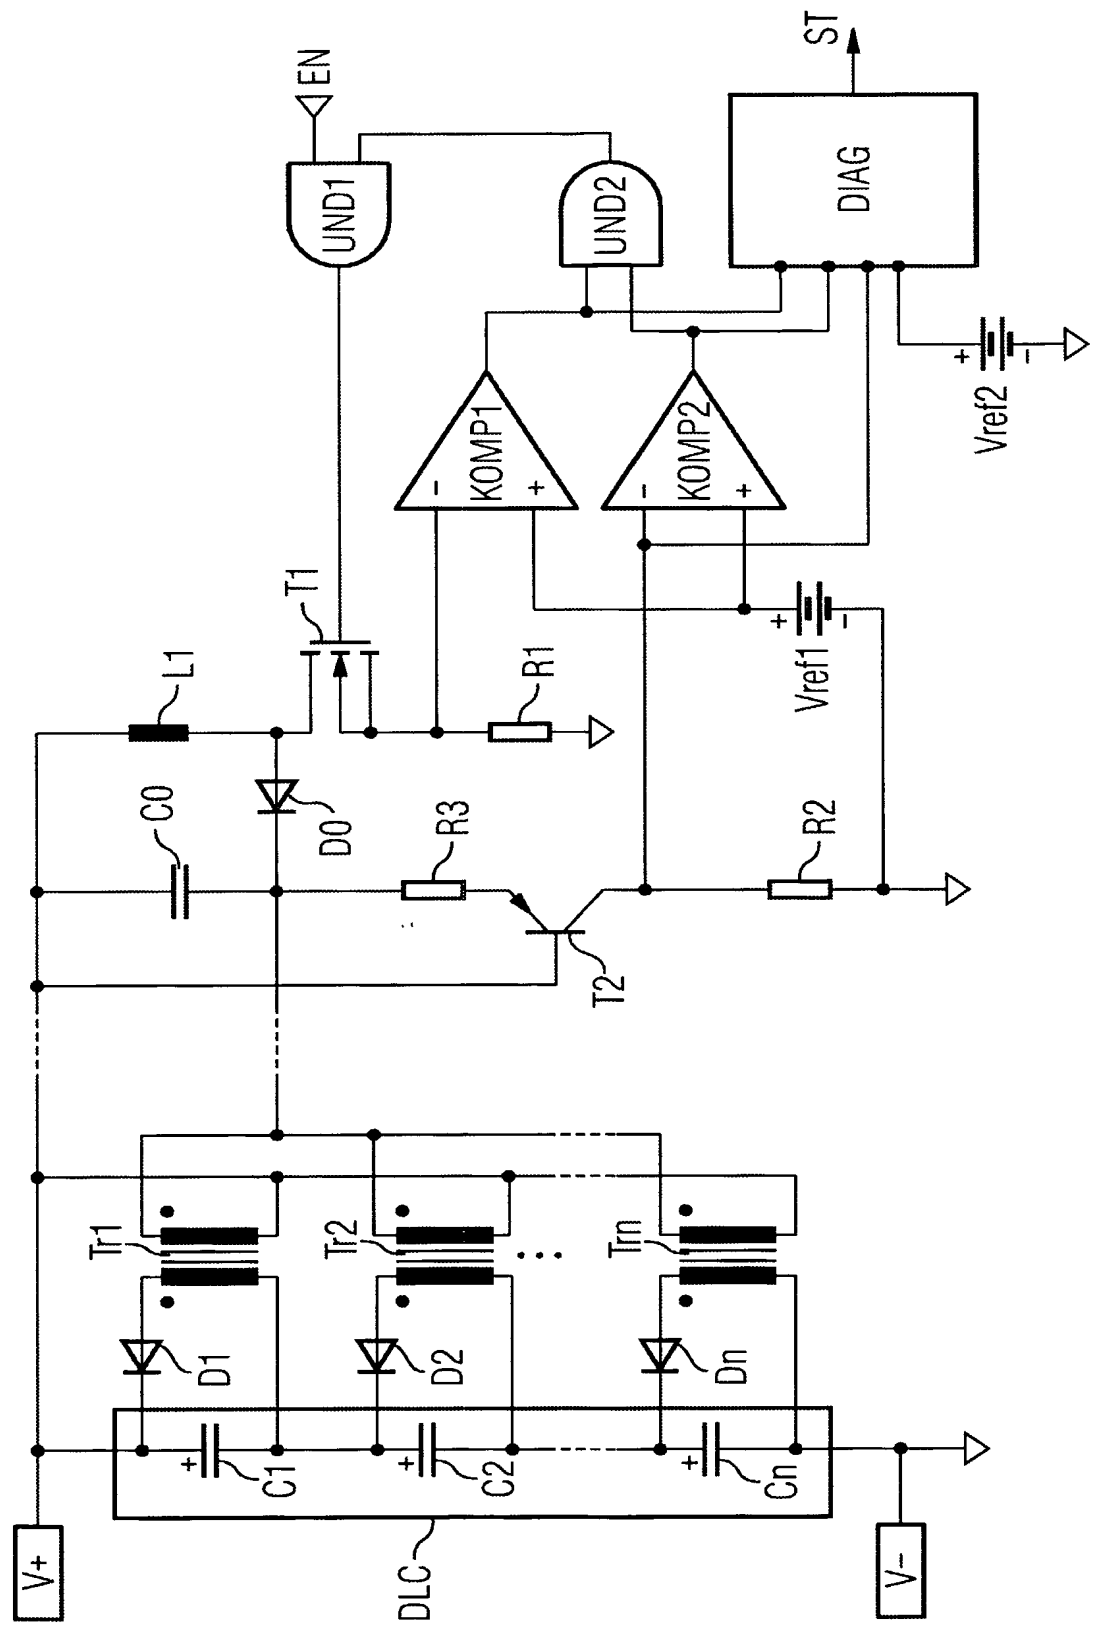 V+
V-
DLC
C1
C2
Cn
+
+
+
D1
D2
Dn
Tr1
Tr2
Trn
...
T2
C0
D0
R3
R2
L1
T1
R1
Vref1
+
-
KOMP1
-
+
KOMP2
-
+
Vref2
+
-
UND1
UND2
EN
DIAG
ST